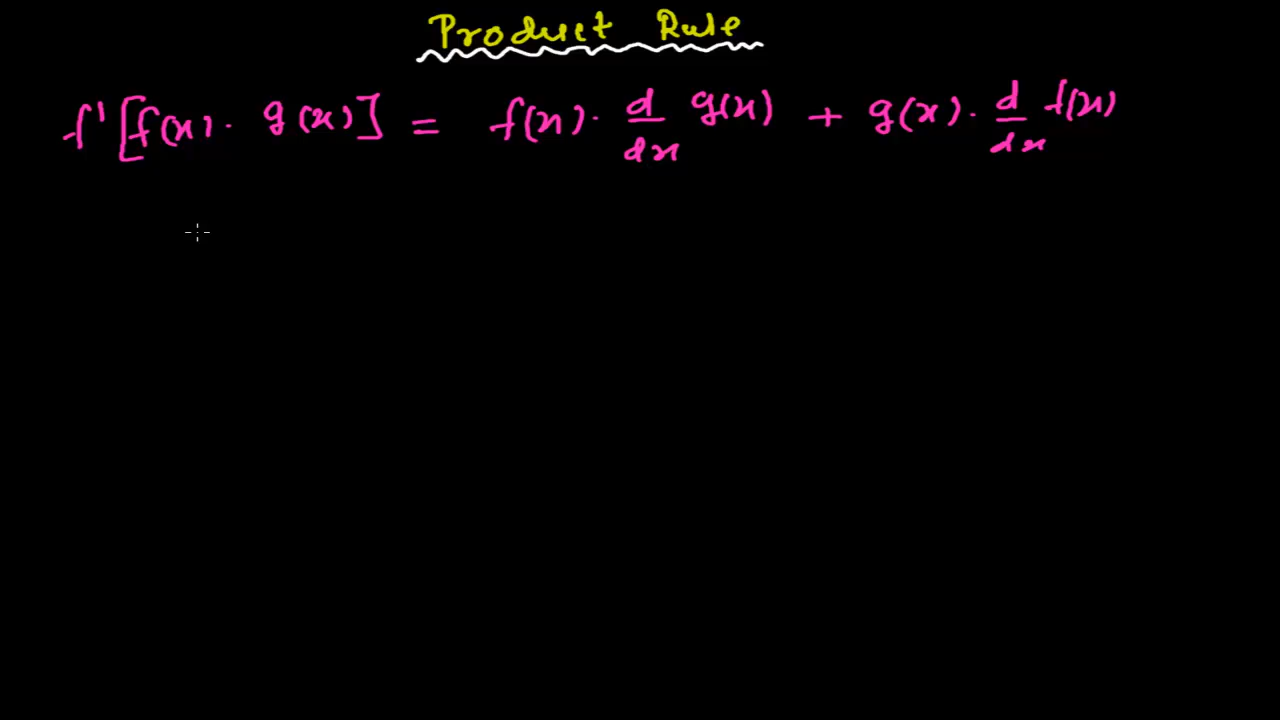 Product Rule
f'[f(x) · g(x)] = f(x) · d/dx g(x) + g(x) · d/dx f(x)